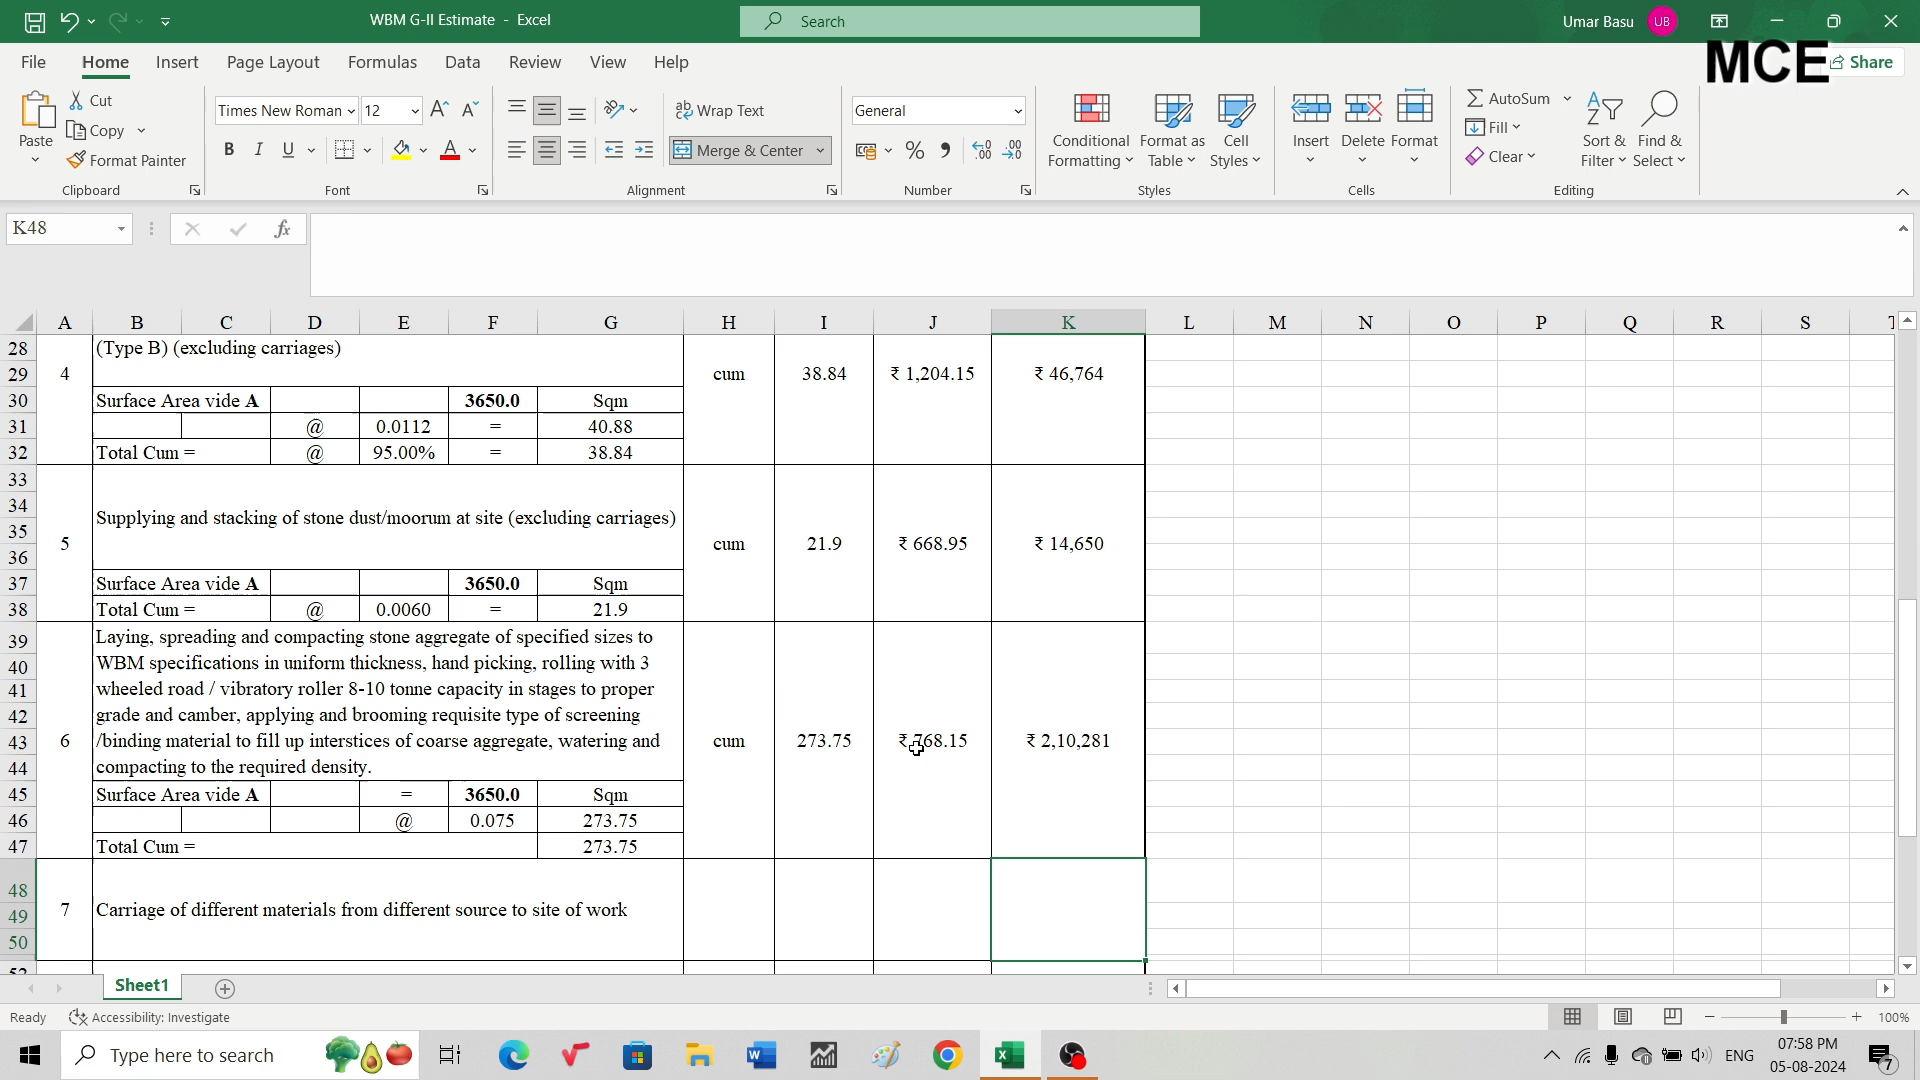 WBM G-II Estimate - Excel
Search
Umar Basu UB
MCE
File Home Insert Page Layout Formulas Data Review View Help
Share
Paste
Cut
Copy
Format Painter
Clipboard
Times New Roman 12
B I U
Font
Wrap Text
Merge & Center
Alignment
General
Number
Conditional Formatting
Format as Table
Cell Styles
Styles
Insert Delete Format
Cells
AutoSum
Fill
Clear
Sort & Filter
Find & Select
Editing
K48
fx
A B C D E F G H I J K L M N O P Q R S
28 (Type B) (excluding carriages)
29 4 cum 38.84 ₹ 1,204.15 ₹ 46,764
30 Surface Area vide A 3650.0 Sqm
31 @ 0.0112 = 40.88
32 Total Cum = @ 95.00% = 38.84
33
34
35 Supplying and stacking of stone dust/moorum at site (excluding carriages)
36 5 cum 21.9 ₹ 668.95 ₹ 14,650
37 Surface Area vide A 3650.0 Sqm
38 Total Cum = @ 0.0060 = 21.9
39 Laying, spreading and compacting stone aggregate of specified sizes to
40 WBM specifications in uniform thickness, hand picking, rolling with 3
41 wheeled road / vibratory roller 8-10 tonne capacity in stages to proper
42 grade and camber, applying and brooming requisite type of screening
43 6 /binding material to fill up interstices of coarse aggregate, watering and cum 273.75 ₹ 768.15 ₹ 2,10,281
44 compacting to the required density.
45 Surface Area vide A = 3650.0 Sqm
46 @ 0.075 273.75
47 Total Cum = 273.75
48
49 7 Carriage of different materials from different source to site of work
50
Sheet1
Ready Accessibility: Investigate 100%
Type here to search
ENG
07:58 PM
05-08-2024
7